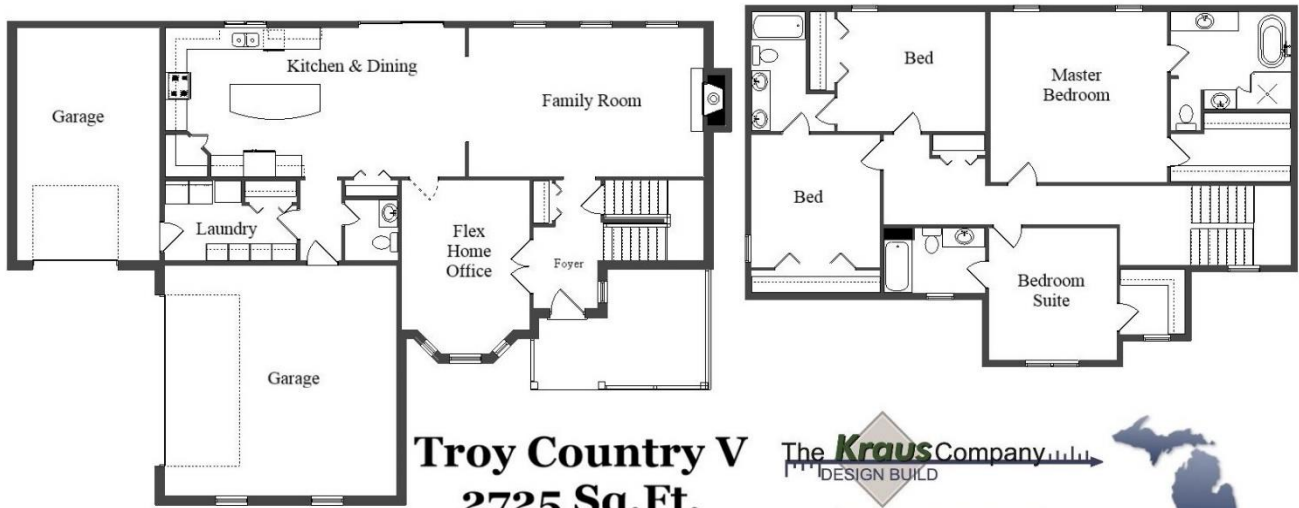 Garage
Kitchen & Dining
Family Room
Laundry
Flex
Home
Office
Foyer
Garage
Bed
Master
Bedroom
Bed
Bedroom
Suite
Troy Country V
2725 Sq.Ft.
The Kraus Company
DESIGN BUILD